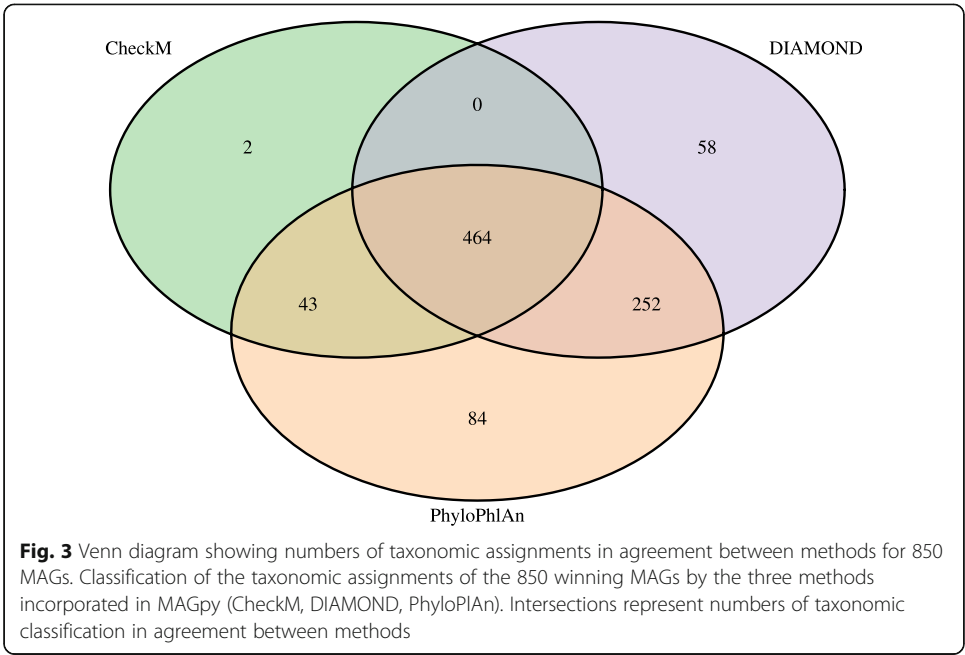 CheckM
DIAMOND
0
2
58
464
43
252
84
PhyloPhlAn
Fig. 3 Venn diagram showing numbers of taxonomic assignments in agreement between methods for 850
MAGs. Classification of the taxonomic assignments of the 850 winning MAGs by the three methods
incorporated in MAGpy (CheckM, DIAMOND, PhyloPlAn). Intersections represent numbers of taxonomic
classification in agreement between methods